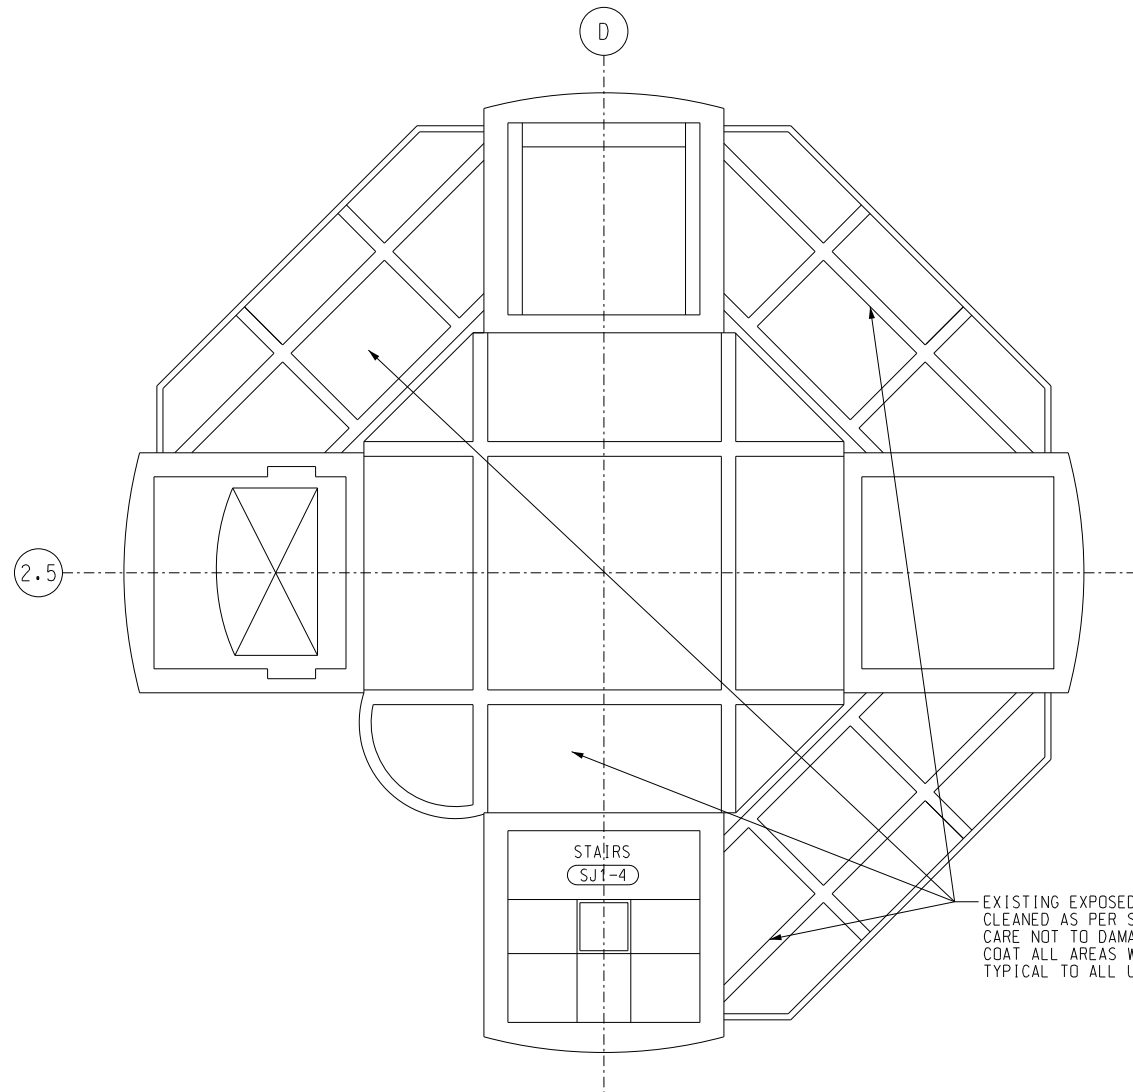 D
2.5
STAIRS
SJ1-4
EXISTING EXPOSED
CLEANED AS PER S
CARE NOT TO DAMA
COAT ALL AREAS W
TYPICAL TO ALL U